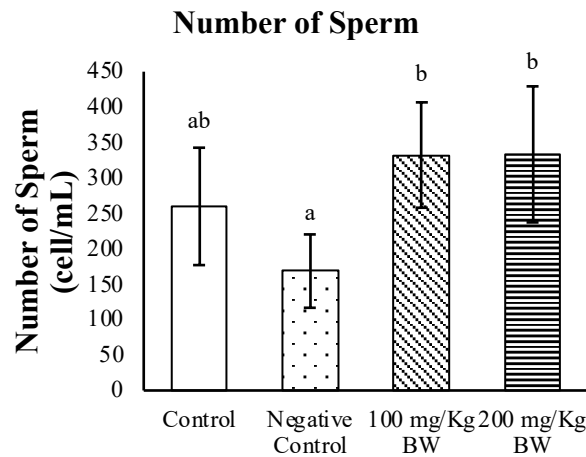 Number of Sperm
Number of Sperm
(cell/mL)
450
400
350
300
250
200
150
100
50
0
ab
a
b
b
Control
Negative
Control
100 mg/Kg
BW
200 mg/Kg
BW